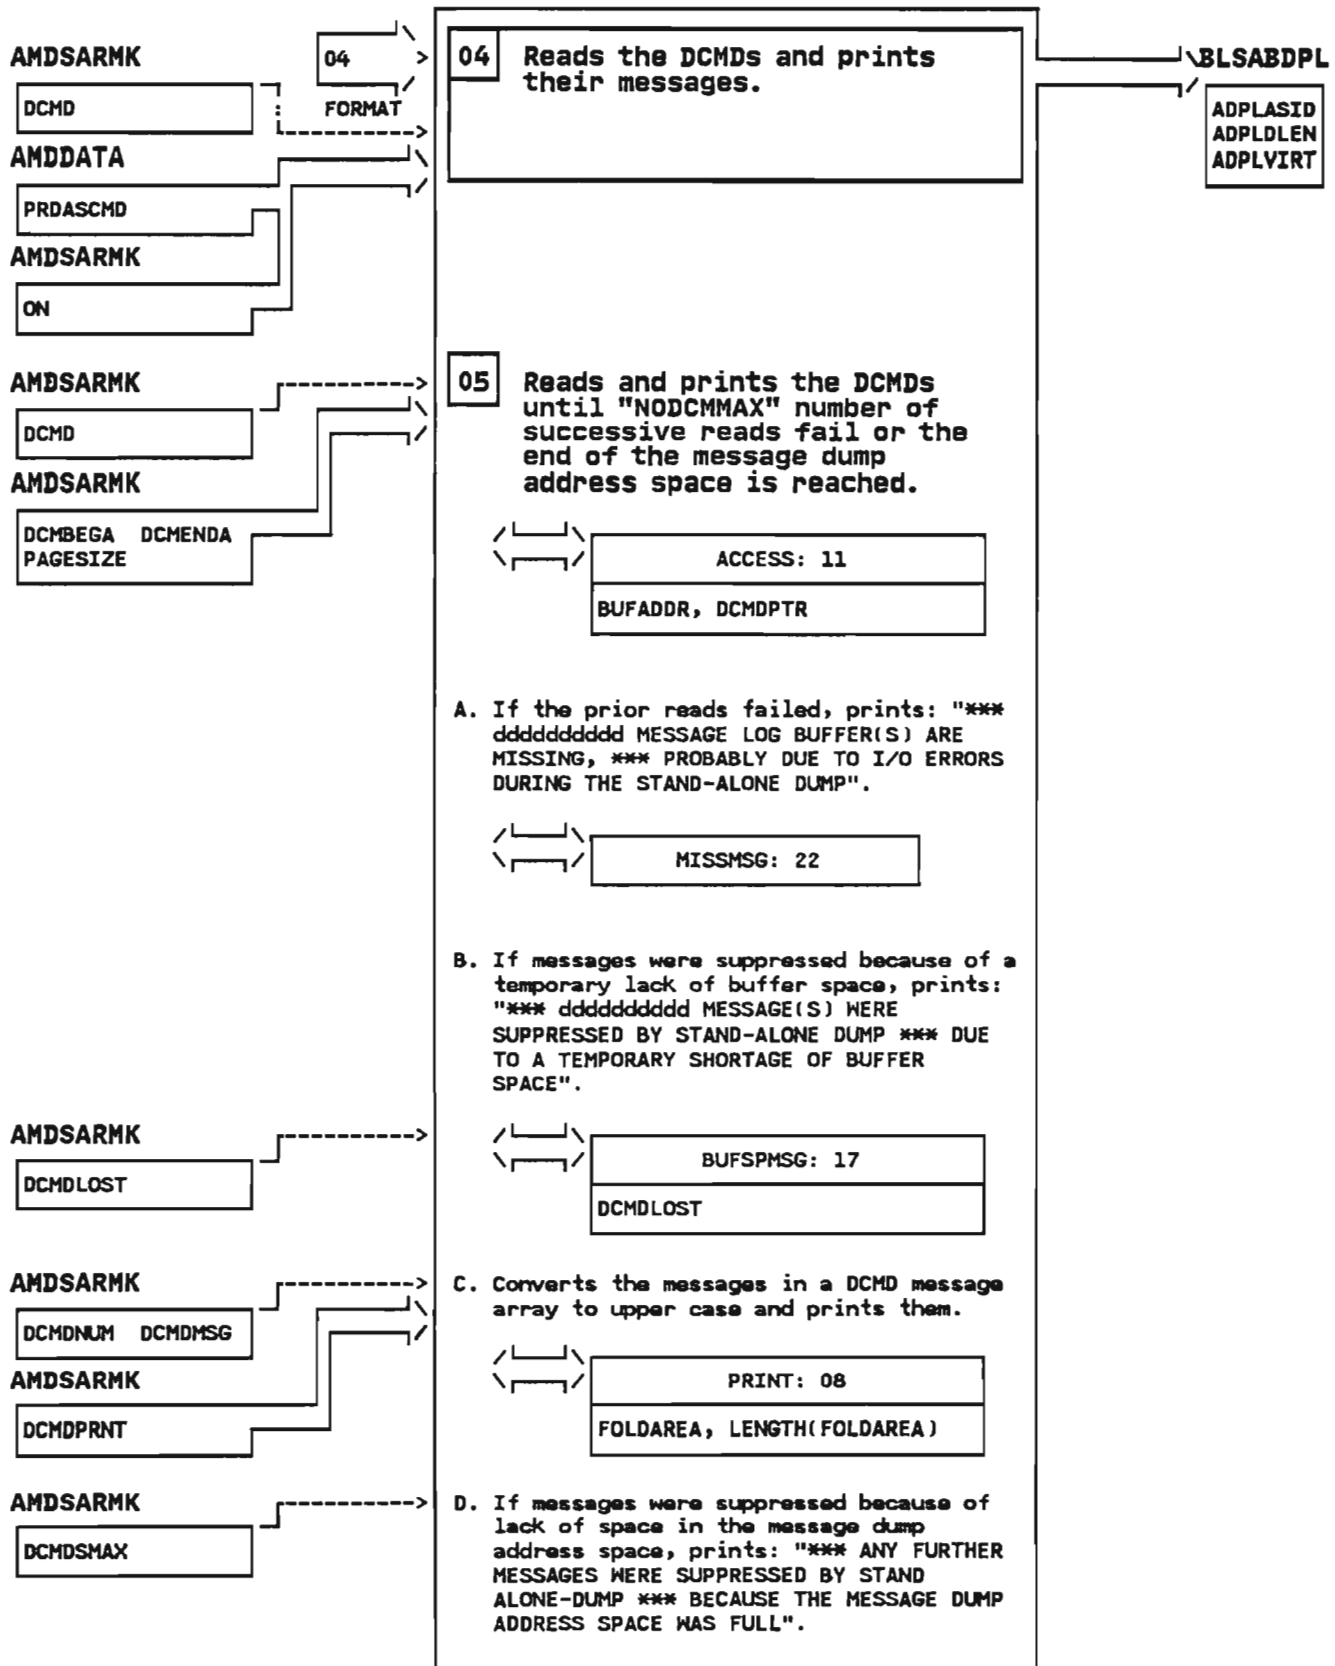 AMDSARMK
DCMD
04
FORMAT
AMDDATA
PRDASCMD
AMDSARMK
ON
04 Reads the DCMDs and prints
their messages.
BLSABDPL
ADPLASID
ADPLDLEN
ADPLVIRT
AMDSARMK
DCMD
AMDSARMK
DCMBEGA DCMENDA
PAGESIZE
05 Reads and prints the DCMDs
until "NODCMMAX" number of
successive reads fail or the
end of the message dump
address space is reached.
ACCESS: 11
BUFADDR, DCMDPTR
A. If the prior reads failed, prints: "***
dddddddddd MESSAGE LOG BUFFER(S) ARE
MISSING, *** PROBABLY DUE TO I/O ERRORS
DURING THE STAND-ALONE DUMP".
MISSMSG: 22
B. If messages were suppressed because of a
temporary lack of buffer space, prints:
"*** dddddddddd MESSAGE(S) WERE
SUPPRESSED BY STAND-ALONE DUMP *** DUE
TO A TEMPORARY SHORTAGE OF BUFFER
SPACE".
AMDSARMK
DCMDLOST
BUFSPMSG: 17
DCMDLOST
AMDSARMK
DCMDNUM DCMDMSG
AMDSARMK
DCMDPRNT
C. Converts the messages in a DCMD message
array to upper case and prints them.
PRINT: 08
FOLDAREA, LENGTH(FOLDAREA)
AMDSARMK
DCMDSMAX
D. If messages were suppressed because of
lack of space in the message dump
address space, prints: "*** ANY FURTHER
MESSAGES WERE SUPPRESSED BY STAND
ALONE-DUMP *** BECAUSE THE MESSAGE DUMP
ADDRESS SPACE WAS FULL".